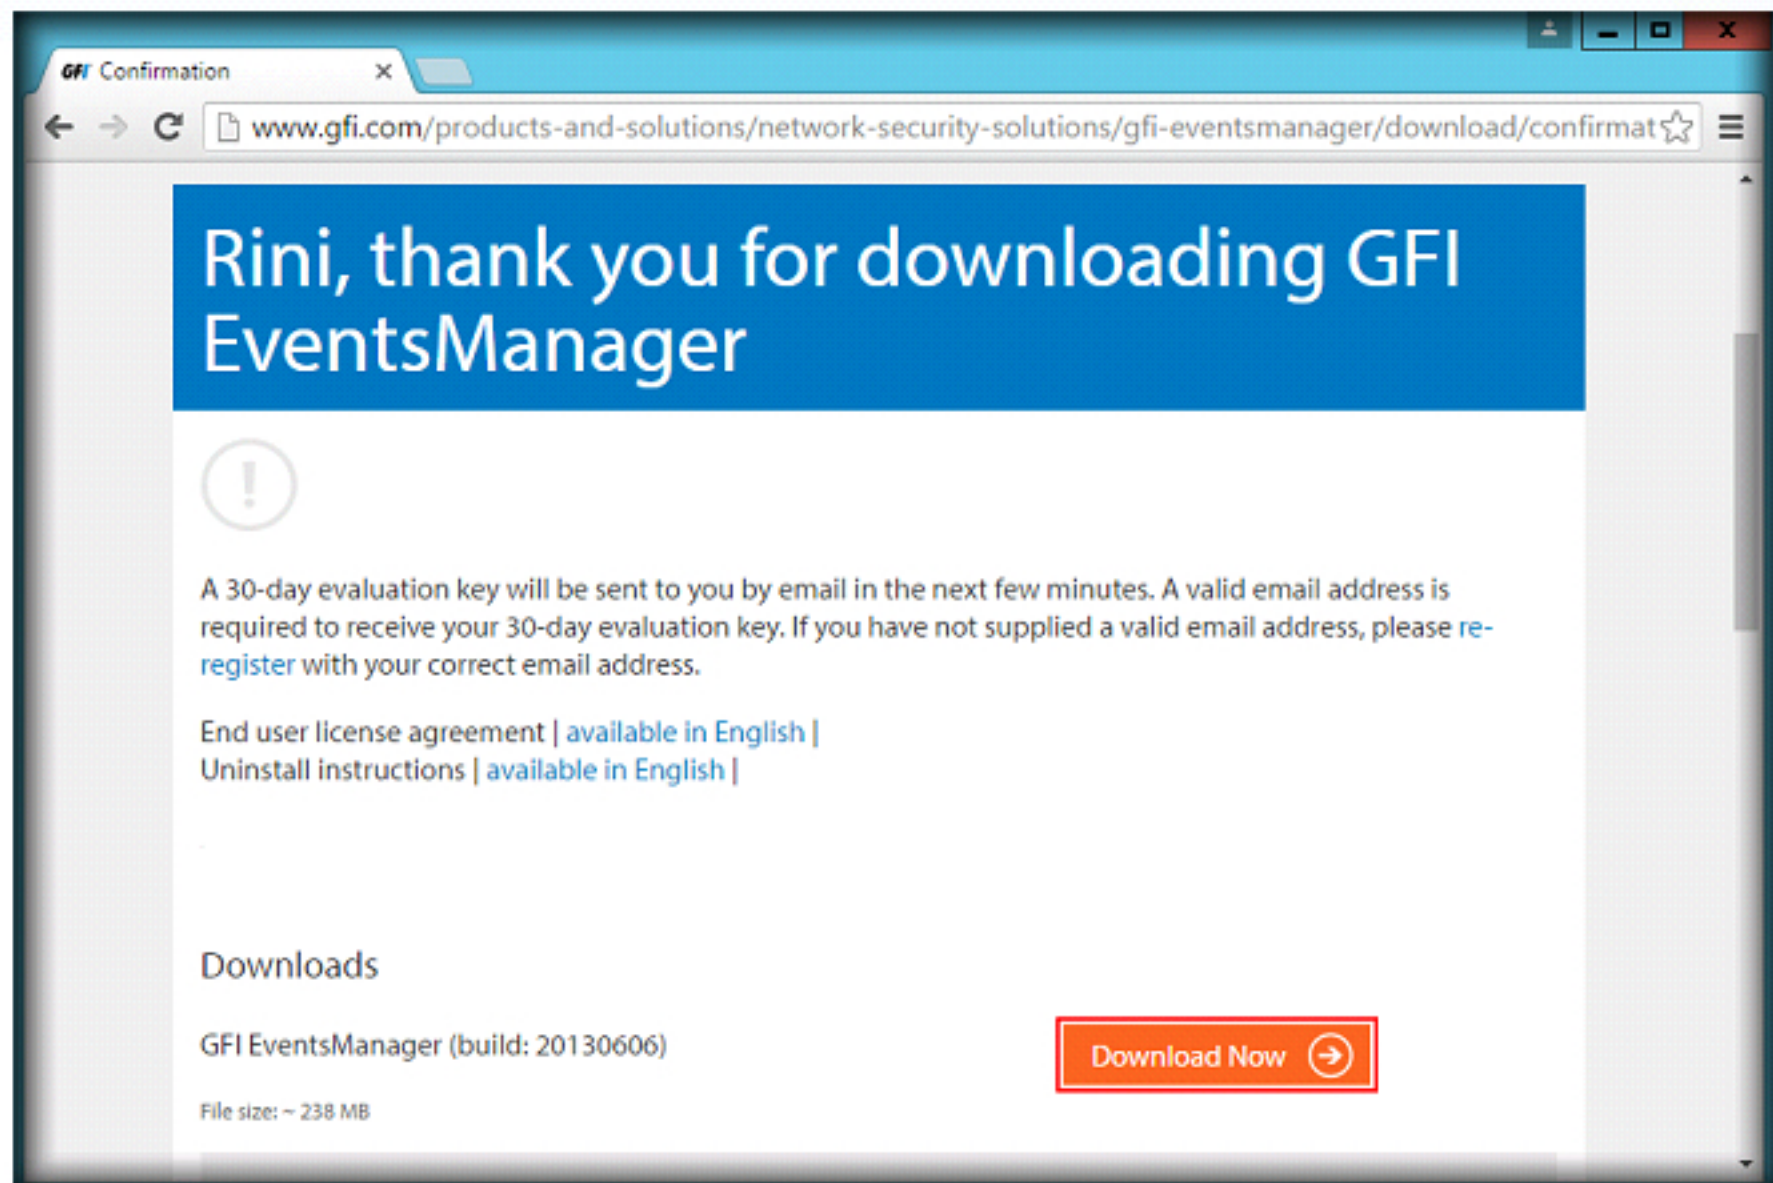 GFI Confirmation
www.gfi.com/products-and-solutions/network-security-solutions/gfi-eventsmanager/download/confirmat
Rini, thank you for downloading GFI
EventsManager
!
A 30-day evaluation key will be sent to you by email in the next few minutes. A valid email address is
required to receive your 30-day evaluation key. If you have not supplied a valid email address, please re-
register with your correct email address.
End user license agreement | available in English |
Uninstall instructions | available in English |
Downloads
GFI EventsManager (build: 20130606)
Download Now
File size: ~ 238 MB